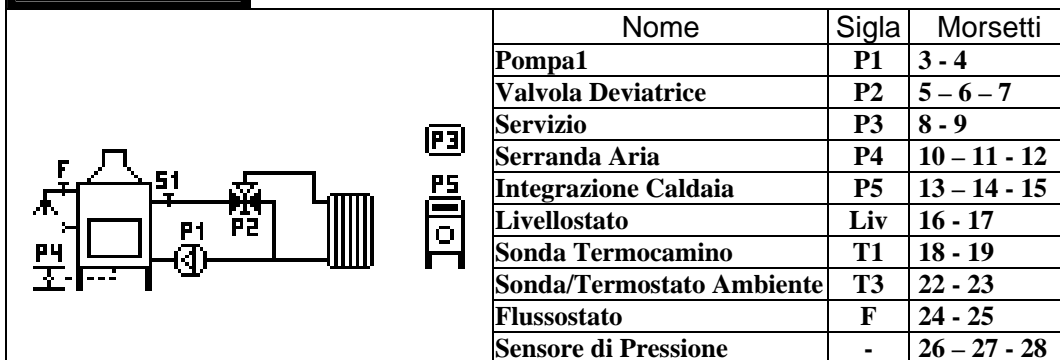 Nome Sigla Morsetti
Pompa1 P1 3 - 4
Valvola Deviatrice P2 5 – 6 – 7
Servizio P3 8 - 9
Serranda Aria P4 10 – 11 - 12
Integrazione Caldaia P5 13 – 14 - 15
Livellostato Liv 16 - 17
Sonda Termocamino T1 18 - 19
Sonda/Termostato Ambiente T3 22 - 23
Flussostato F 24 - 25
Sensore di Pressione - 26 – 27 - 28
P3
F
S1
P5
P1
P2
P4